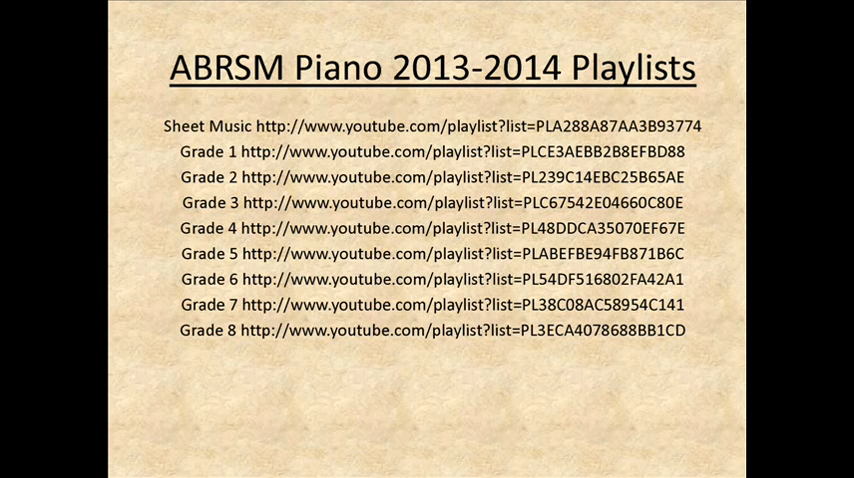 ABRSM Piano 2013-2014 Playlists
Sheet Music http://www.youtube.com/playlist?list=PLA288A87AA3B93774
Grade 1 http://www.youtube.com/playlist?list=PLCE3AEBB2B8EFBD88
Grade 2 http://www.youtube.com/playlist?list=PL239C14EBC25B65AE
Grade 3 http://www.youtube.com/playlist?list=PLC67542E04660C80E
Grade 4 http://www.youtube.com/playlist?list=PL48DDCA35070EF67E
Grade 5 http://www.youtube.com/playlist?list=PLABEFBE94FB871B6C
Grade 6 http://www.youtube.com/playlist?list=PL54DF516802FA42A1
Grade 7 http://www.youtube.com/playlist?list=PL38C08AC58954C141
Grade 8 http://www.youtube.com/playlist?list=PL3ECA4078688BB1CD